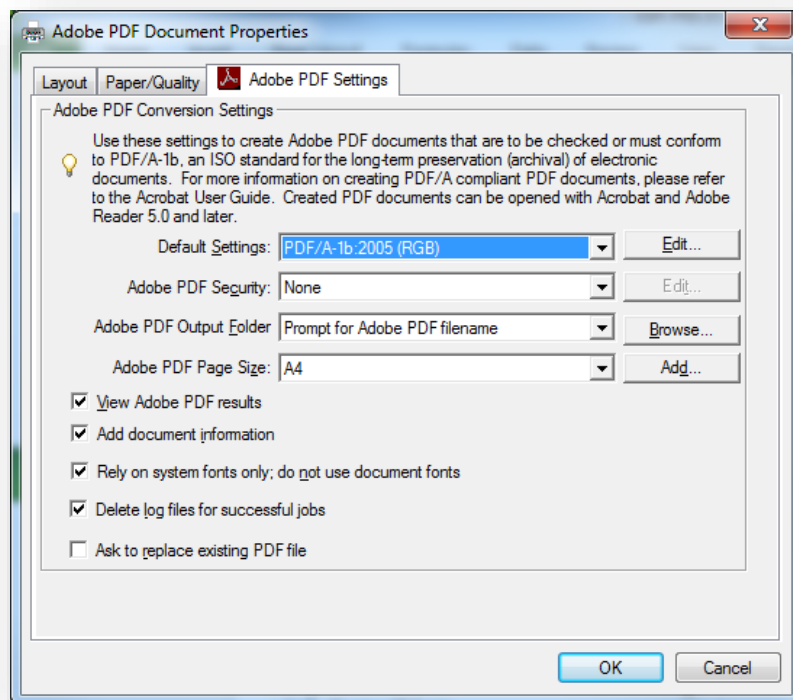 Adobe PDF Document Properties
Layout Paper/Quality Adobe PDF Settings
Adobe PDF Conversion Settings
Use these settings to create Adobe PDF documents that are to be checked or must conform
to PDF/A-1b, an ISO standard for the long-term preservation (archival) of electronic
documents. For more information on creating PDF/A compliant PDF documents, please refer
to the Acrobat User Guide. Created PDF documents can be opened with Acrobat and Adobe
Reader 5.0 and later.
Default Settings: PDF/A-1b:2005 (RGB) Edit...
Adobe PDF Security: None Edit...
Adobe PDF Output Folder Prompt for Adobe PDF filename Browse...
Adobe PDF Page Size: A4 Add...
View Adobe PDF results
Add document information
Rely on system fonts only; do not use document fonts
Delete log files for successful jobs
Ask to replace existing PDF file
OK Cancel